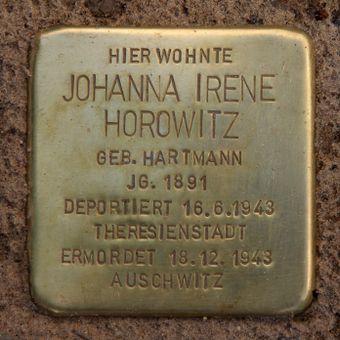 HIER WOHNTE
JOHANNA IRENE
HOROWITZ
GEB. HARTMANN
JG. 1891
DEPORTIERT 16.6.1943
THERESIENSTADT
ERMORDET 18.12.1943
AUSCHWITZ